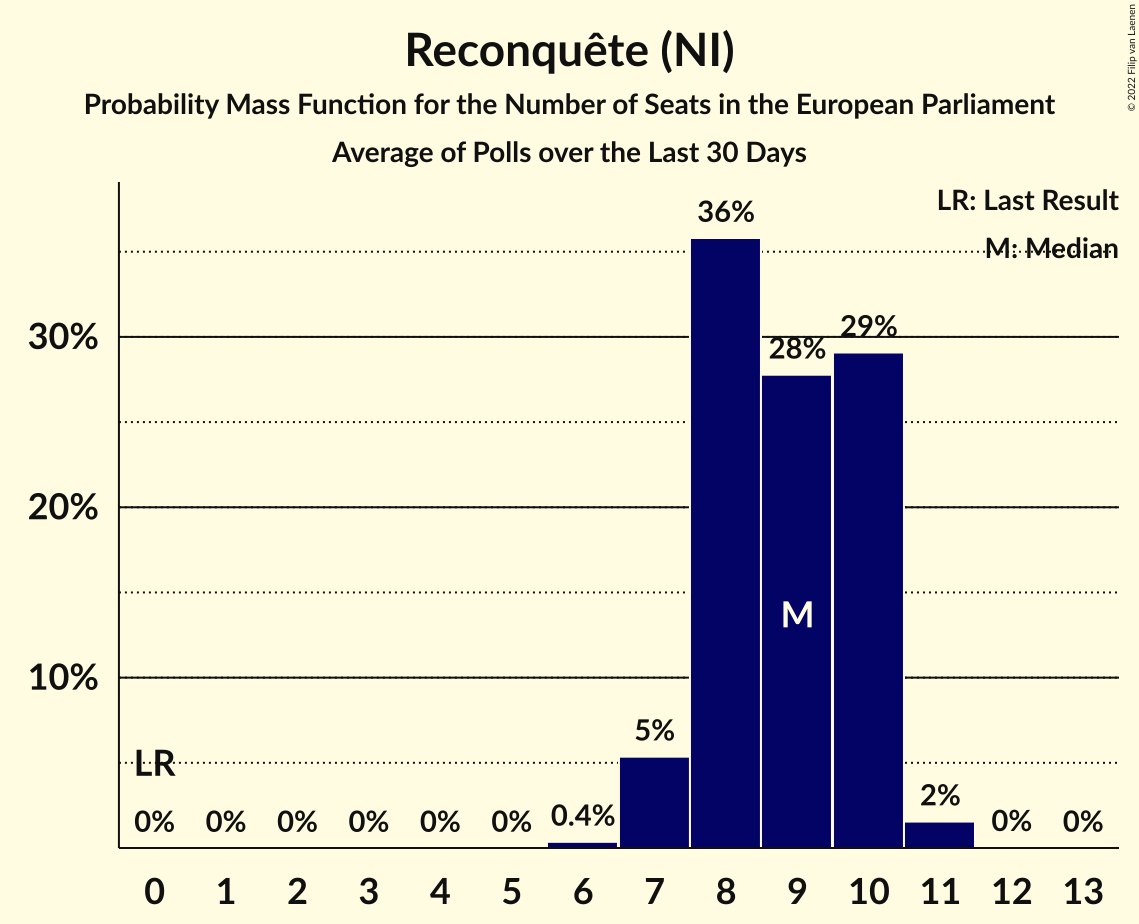 Reconquête (NI)
Probability Mass Function for the Number of Seats in the European Parliament
Average of Polls over the Last 30 Days
© 2022 Filip van Laenen
LR: Last Result
M: Median
30%
20%
10%
LR
M
0% 0% 0% 0% 0% 0% 0.4% 5% 36% 28% 29% 2% 0% 0%
0 1 2 3 4 5 6 7 8 9 10 11 12 13